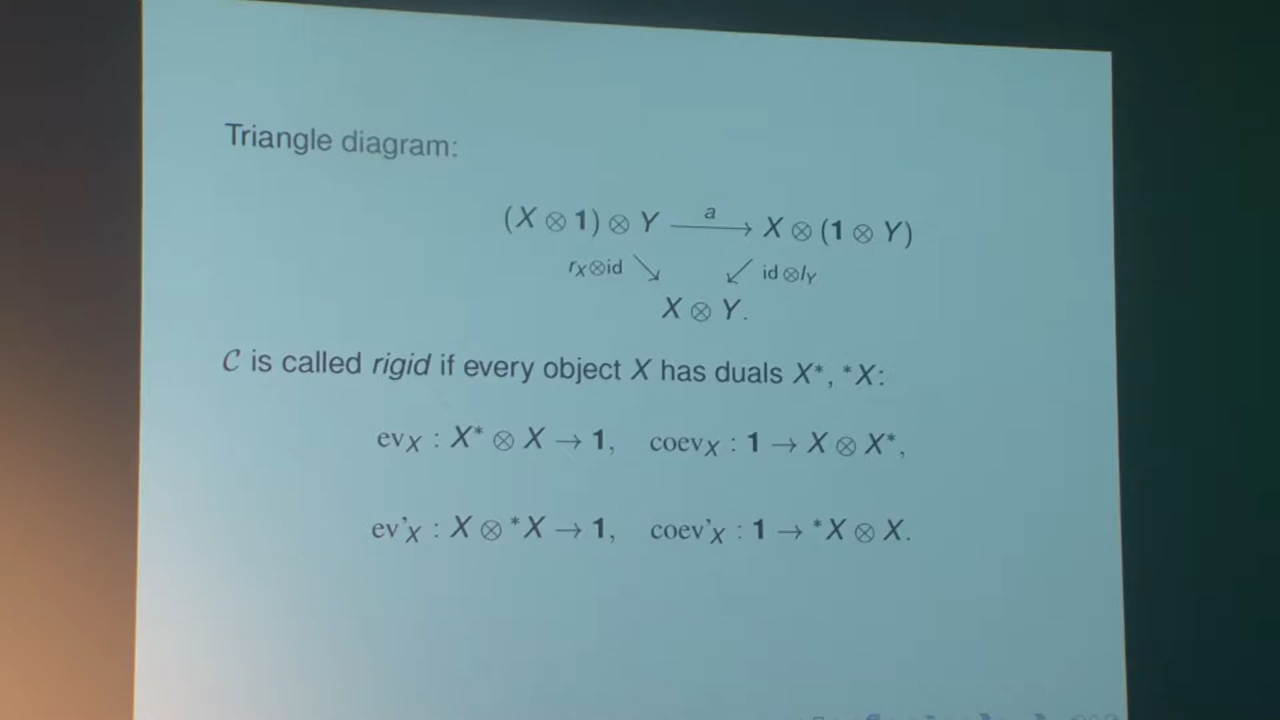 Triangle diagram:
(X ⊗ 1) ⊗ Y —a→ X ⊗ (1 ⊗ Y)
r_X⊗id ↘ ↙ id ⊗l_Y
X ⊗ Y.
𝒞 is called rigid if every object X has duals X*, *X:
ev_X : X* ⊗ X → 1, coev_X : 1 → X ⊗ X*,
ev'_X : X ⊗ *X → 1, coev'_X : 1 → *X ⊗ X.